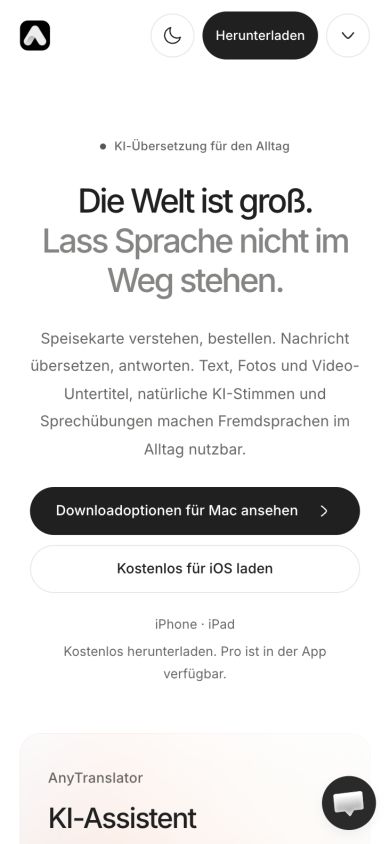 Herunterladen
KI-Übersetzung für den Alltag
Die Welt ist groß.
Lass Sprache nicht im
Weg stehen.
Speisekarte verstehen, bestellen. Nachricht
übersetzen, antworten. Text, Fotos und Video-
Untertitel, natürliche KI-Stimmen und
Sprechübungen machen Fremdsprachen im
Alltag nutzbar.
Downloadoptionen für Mac ansehen
Kostenlos für iOS laden
iPhone · iPad
Kostenlos herunterladen. Pro ist in der App
verfügbar.
AnyTranslator
KI-Assistent